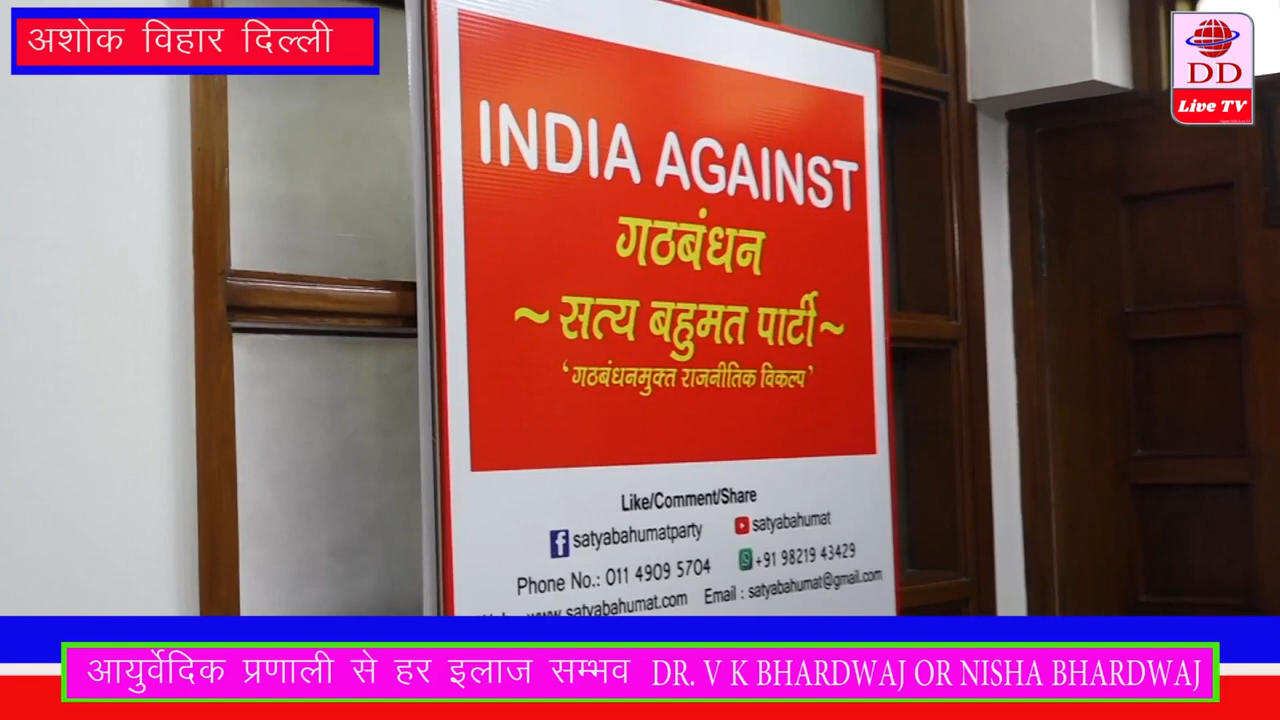 अशोक विहार दिल्ली
DD
Live TV
INDIA AGAINST
गठबंधन
~ सत्य बहुमत पार्टी ~
‘गठबंधनमुक्त राजनीतिक विकल्प’
Like/Comment/Share
satyabahumatparty satyabahumat
Phone No.: 011 4909 5704 +91 98219 43429
www.satyabahumat.com Email : satyabahumat@gmail.com
आयुर्वेदिक प्रणाली से हर इलाज सम्भव DR. V K BHARDWAJ OR NISHA BHARDWAJ